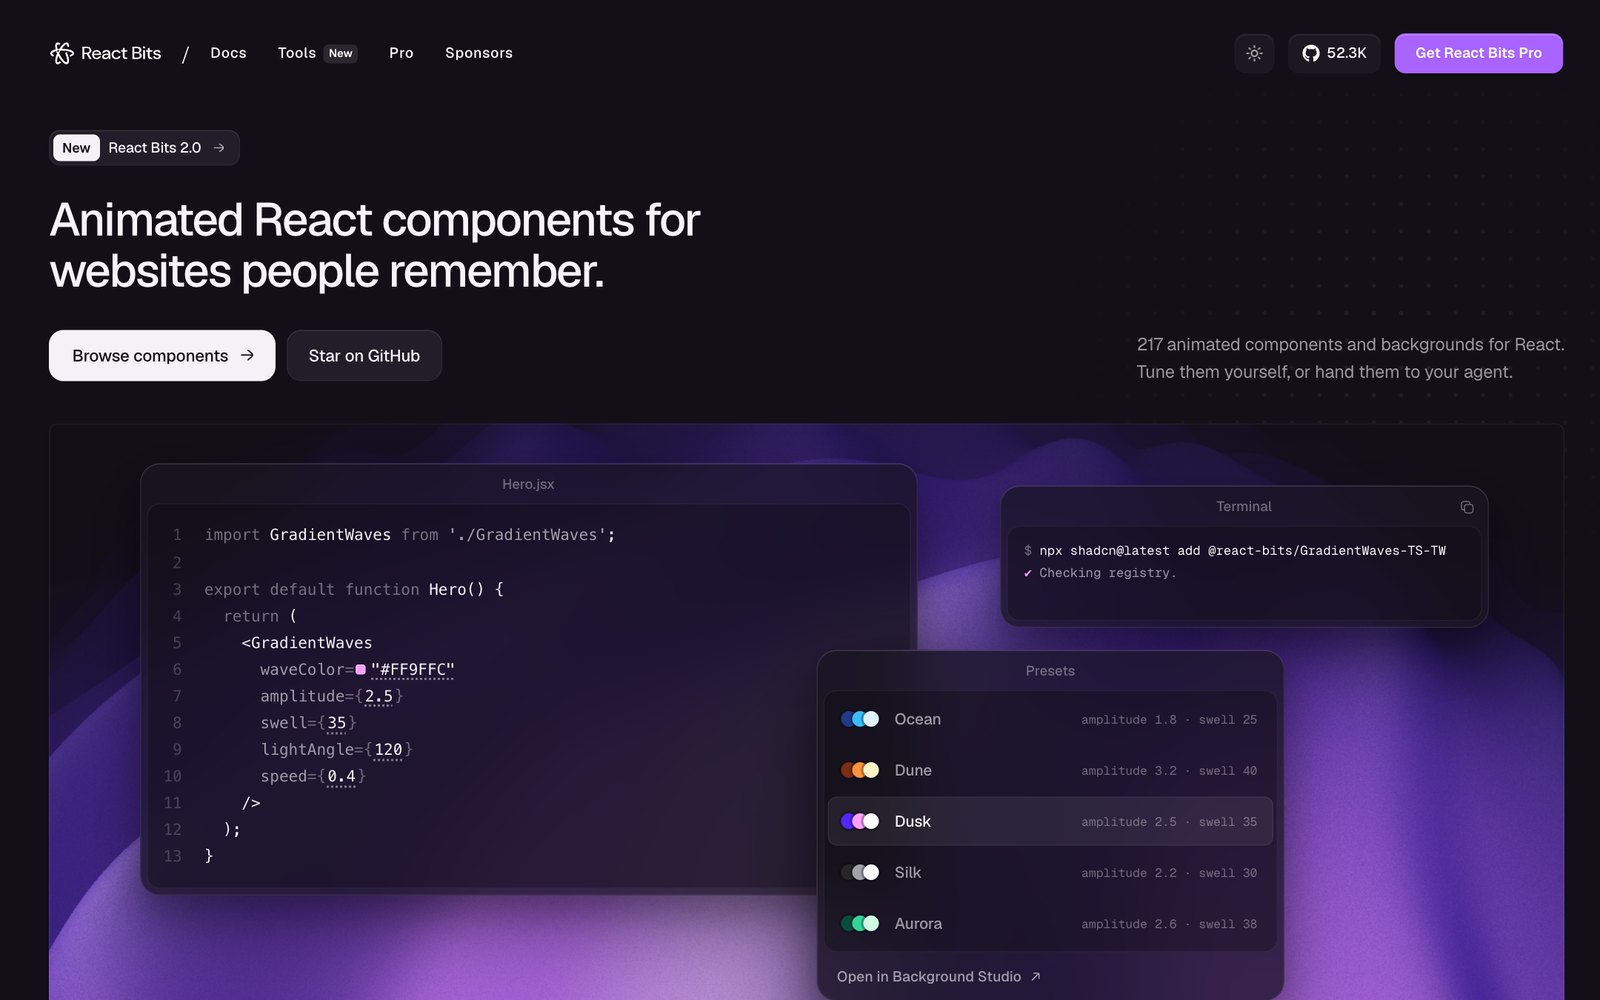 React Bits / Docs Tools New Pro Sponsors 52.3K Get React Bits Pro
New React Bits 2.0 →
Animated React components for
websites people remember.
Browse components →
Star on GitHub
217 animated components and backgrounds for React.
Tune them yourself, or hand them to your agent.
Hero.jsx
1 import GradientWaves from './GradientWaves';
2
3 export default function Hero() {
4 return (
5 <GradientWaves
6 waveColor="#FF9FFC"
7 amplitude={2.5}
8 swell={35}
9 lightAngle={120}
10 speed={0.4}
11 />
12 );
13 }
Terminal
$ npx shadcn@latest add @react-bits/GradientWaves-TS-TW
✔ Checking registry.
Presets
Ocean amplitude 1.8 · swell 25
Dune amplitude 3.2 · swell 40
Dusk amplitude 2.5 · swell 35
Silk amplitude 2.2 · swell 30
Aurora amplitude 2.6 · swell 38
Open in Background Studio ↗